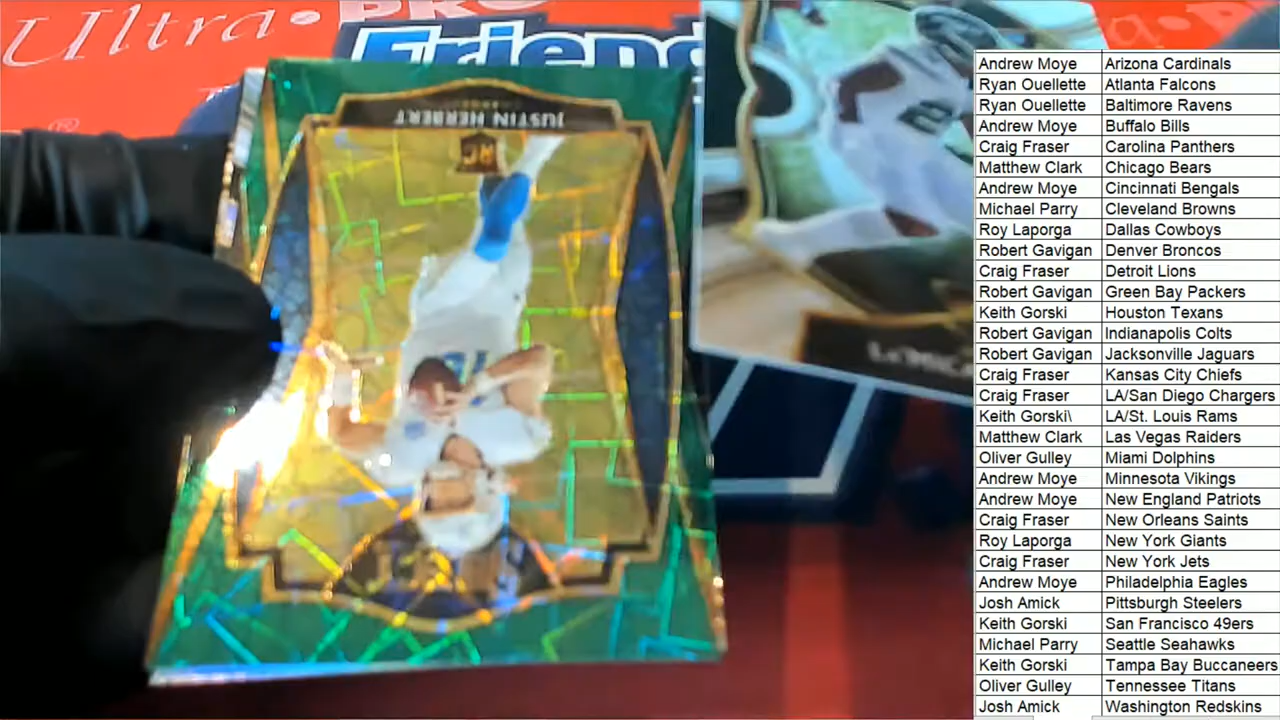 Ultra•PRO
Friend
JUSTIN HERBERT
CHARGERS
RC
Andrew Moye Arizona Cardinals
Ryan Ouellette Atlanta Falcons
Ryan Ouellette Baltimore Ravens
Andrew Moye Buffalo Bills
Craig Fraser Carolina Panthers
Matthew Clark Chicago Bears
Andrew Moye Cincinnati Bengals
Michael Parry Cleveland Browns
Roy Laporga Dallas Cowboys
Robert Gavigan Denver Broncos
Craig Fraser Detroit Lions
Robert Gavigan Green Bay Packers
Keith Gorski Houston Texans
Robert Gavigan Indianapolis Colts
Robert Gavigan Jacksonville Jaguars
Craig Fraser Kansas City Chiefs
Craig Fraser LA/San Diego Chargers
Keith Gorski\ LA/St. Louis Rams
Matthew Clark Las Vegas Raiders
Oliver Gulley Miami Dolphins
Andrew Moye Minnesota Vikings
Andrew Moye New England Patriots
Craig Fraser New Orleans Saints
Roy Laporga New York Giants
Craig Fraser New York Jets
Andrew Moye Philadelphia Eagles
Josh Amick Pittsburgh Steelers
Keith Gorski San Francisco 49ers
Michael Parry Seattle Seahawks
Keith Gorski Tampa Bay Buccaneers
Oliver Gulley Tennessee Titans
Josh Amick Washington Redskins